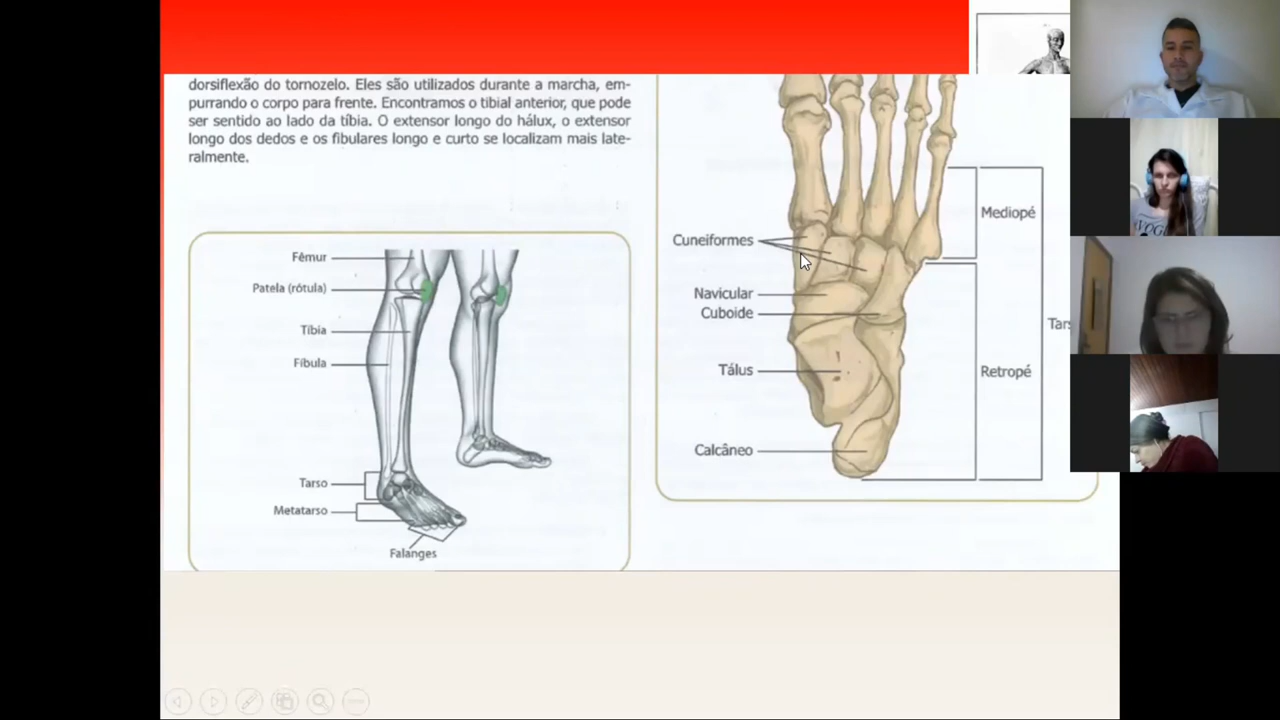 dorsiflexão do tornozelo. Eles são utilizados durante a marcha, em-
purrando o corpo para frente. Encontramos o tibial anterior, que pode
ser sentido ao lado da tíbia. O extensor longo do hálux, o extensor
longo dos dedos e os fibulares longo e curto se localizam mais late-
ralmente.
Fêmur
Patela (rótula)
Tíbia
Fíbula
Tarso
Metatarso
Falanges
Cuneiformes
Navicular
Cuboide
Tálus
Calcâneo
Mediopé
Retropé